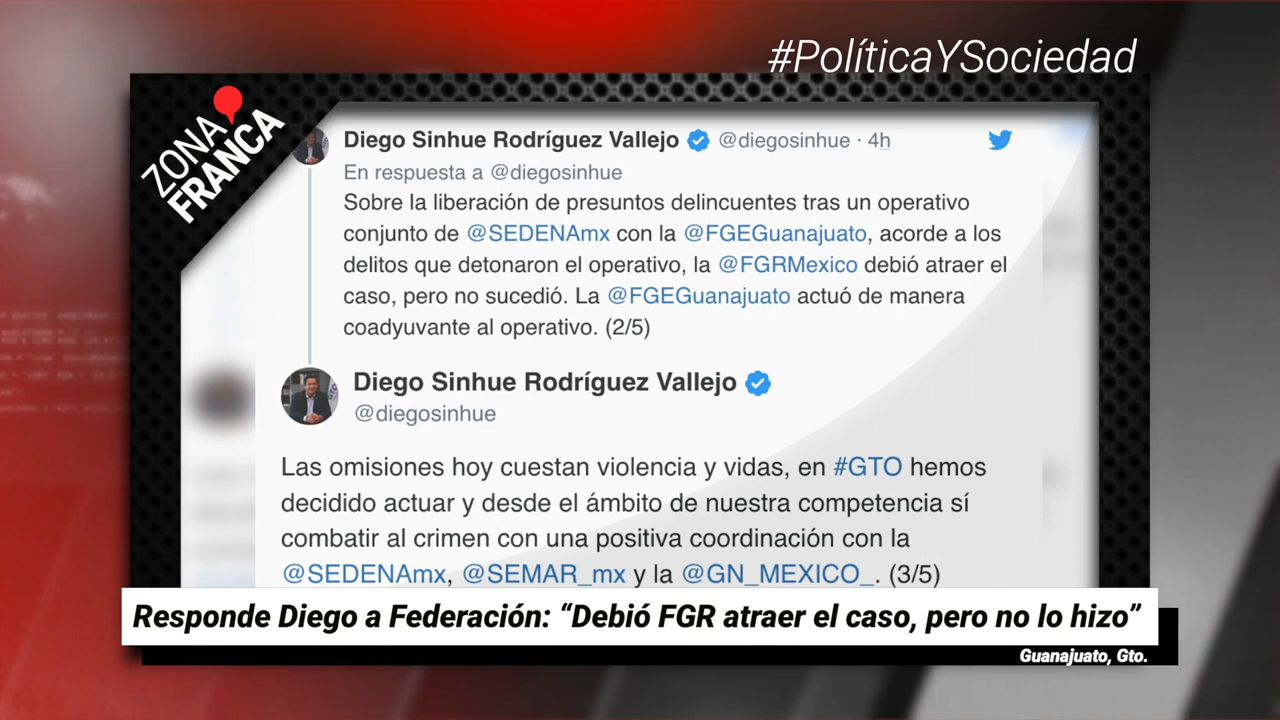 #PolíticaYSociedad
ZONA
FRANCA
Diego Sinhue Rodríguez Vallejo @diegosinhue · 4h
En respuesta a @diegosinhue
Sobre la liberación de presuntos delincuentes tras un operativo
conjunto de @SEDENAmx con la @FGEGuanajuato, acorde a los
delitos que detonaron el operativo, la @FGRMexico debió atraer el
caso, pero no sucedió. La @FGEGuanajuato actuó de manera
coadyuvante al operativo. (2/5)
Diego Sinhue Rodríguez Vallejo
@diegosinhue
Las omisiones hoy cuestan violencia y vidas, en #GTO hemos
decidido actuar y desde el ámbito de nuestra competencia sí
combatir al crimen con una positiva coordinación con la
@SEDENAmx, @SEMAR_mx y la @GN_MEXICO_. (3/5)
Responde Diego a Federación: “Debió FGR atraer el caso, pero no lo hizo”
Guanajuato, Gto.